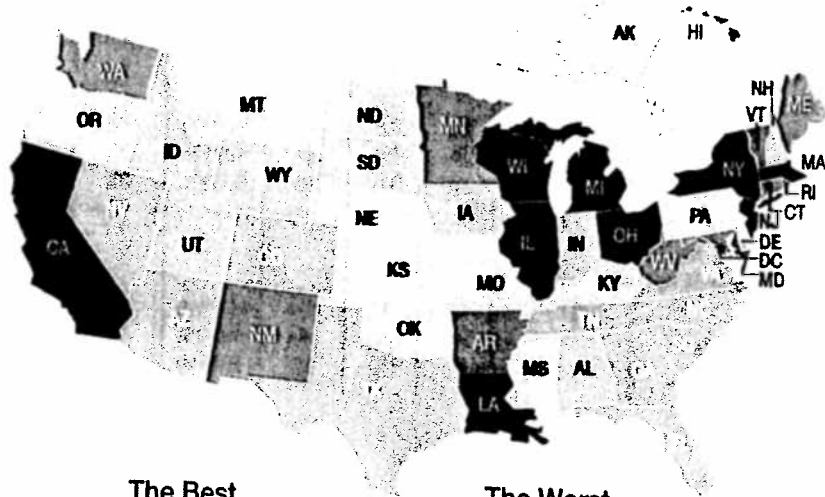 AK
HI
WA
MT
ND
MN
NH
VT
ME
OR
ID
SD
WI
MI
NY
MA
WY
RI
NE
IA
PA
CT
NJ
CA
UT
IL
IN
OH
DE
DC
KS
MO
KY
WV
MD
NM
OK
AR
MS
AL
LA
The Best
The Worst